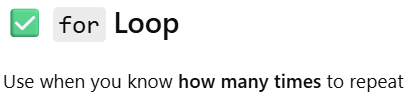 ✅ for Loop
Use when you know how many times to repeat